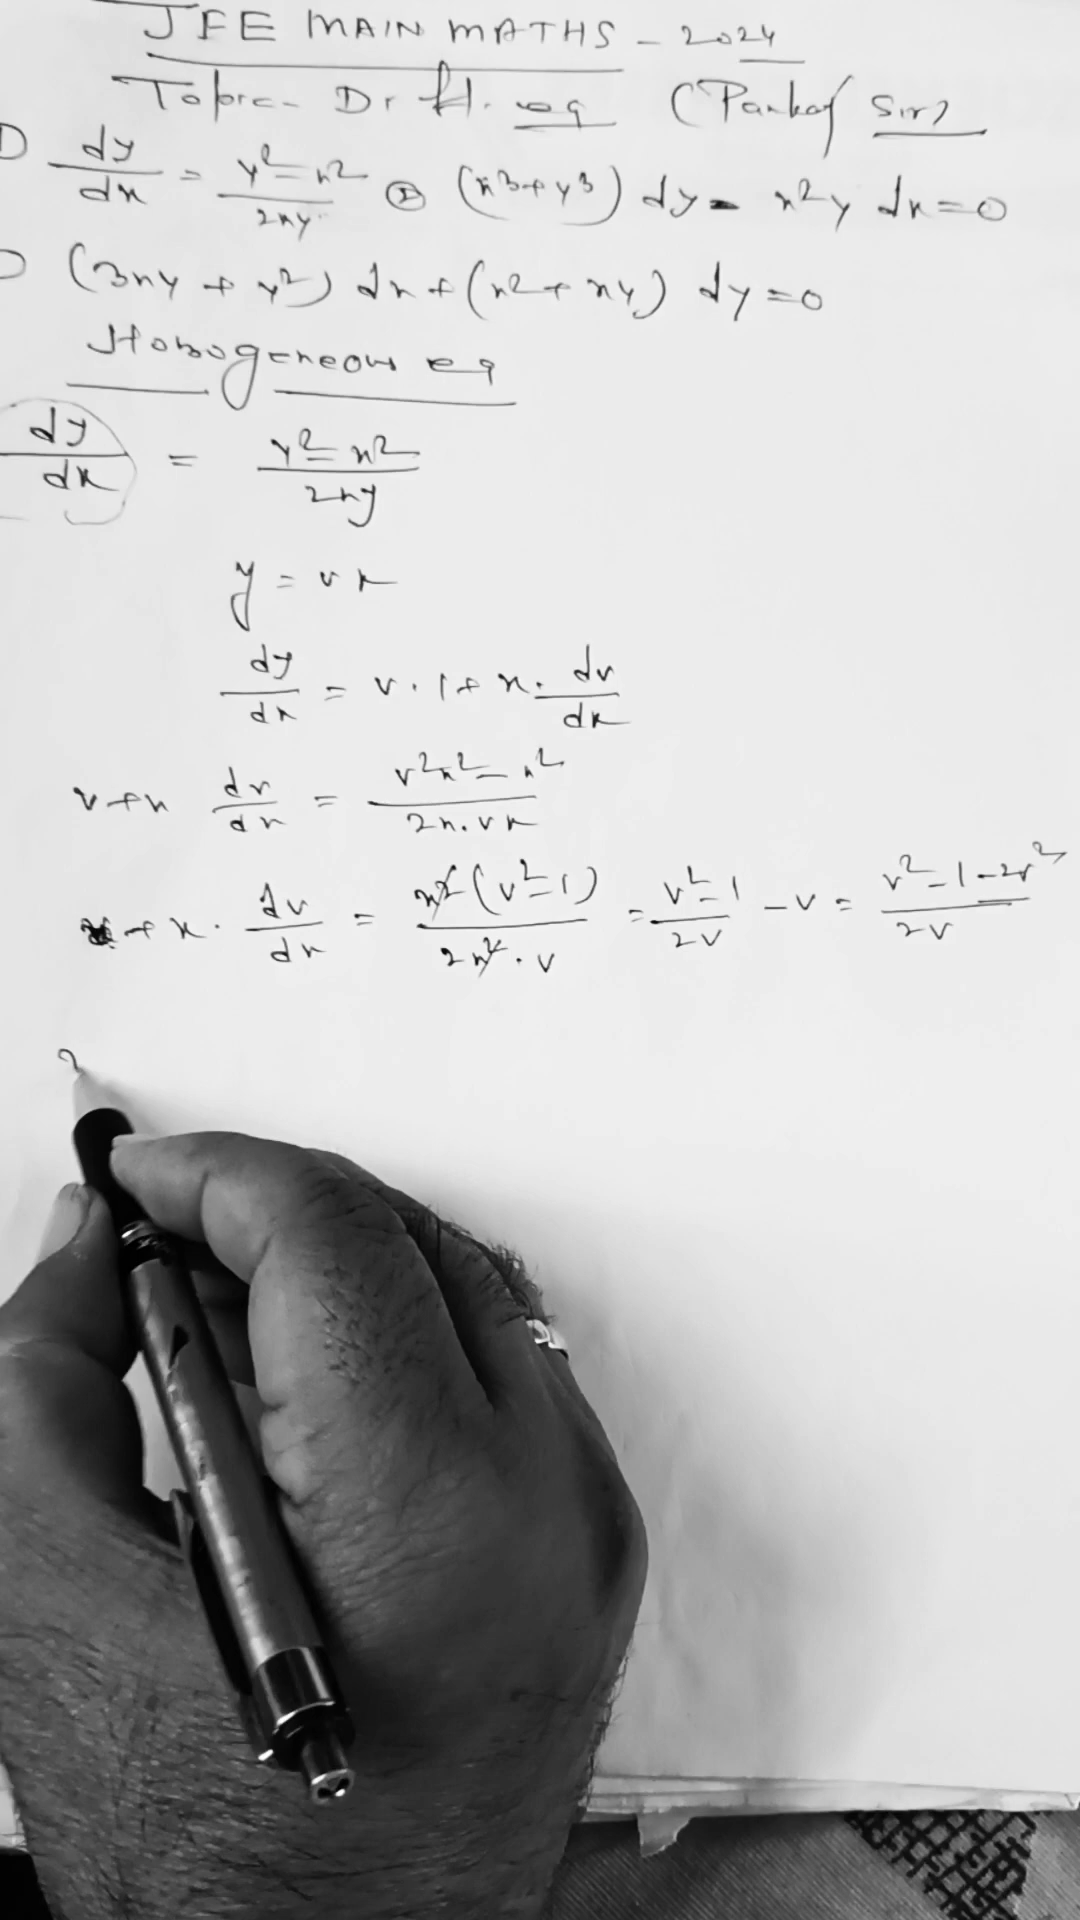 JEE MAIN MATHS - 2024
Topic - Diff. eq (Pankaj Sir)
① dy/dx = y² - x² / 2xy ② (x³ + y³) dy - x²y dx = 0
(3xy + y²) dx + (x² + xy) dy = 0
Homogeneous eq
dy/dx = y² - x² / 2xy
y = vx
dy/dx = v · 1 + x · dv/dx
v + x dv/dx = v²x² - x² / 2x · vx
+ x · dv/dx = x²(v² - 1) / 2x² · v = v² - 1 / 2v - v = v² - 1 - 2v² / 2v